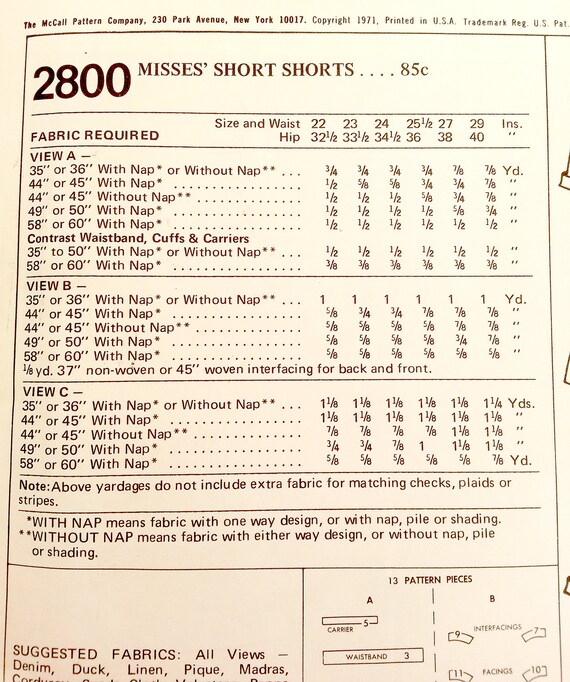 The McCall Pattern Company, 230 Park Avenue, New York 10017. Copyright 1971, Printed in U.S.A. Trademark Reg. U.S. Pat.
2800 MISSES' SHORT SHORTS .... 85c
Size and Waist 22 23 24 25½ 27 29 Ins.
FABRIC REQUIRED Hip 32½ 33½ 34½ 36 38 40 "
VIEW A —
35" or 36" With Nap* or Without Nap** ... ¾ ¾ ¾ ¾ ⅞ ⅞ Yd.
44" or 45" With Nap* .................. ½ ⅝ ⅝ ¾ ¾ ⅞ "
44" or 45" Without Nap** ............... ½ ½ ½ ⅝ ¾ ⅞ "
49" or 50" With Nap* .................. ½ ½ ½ ½ ⅝ ¾ "
58" or 60" With Nap* .................. ½ ½ ½ ½ ½ ½ "
Contrast Waistband, Cuffs & Carriers
35" to 50" With Nap* or Without Nap** ... ½ ½ ½ ½ ½ ½ "
58" or 60" With Nap* .................. ⅜ ⅜ ⅜ ⅜ ⅜ ⅜ "
VIEW B —
35" or 36" With Nap* or Without Nap** ... 1 1 1 1 1 1 Yd.
44" or 45" With Nap* .................. ⅝ ¾ ¾ ⅞ ⅞ ⅞ "
44" or 45" Without Nap** ............... ⅝ ⅝ ⅝ ⅞ ⅞ ⅞ "
49" or 50" With Nap* .................. ⅝ ⅝ ⅝ ⅝ ¾ ⅞ "
58" or 60" With Nap* .................. ⅝ ⅝ ⅝ ⅝ ⅝ ⅝ "
⅛ yd. 37" non-woven or 45" woven interfacing for back and front.
VIEW C —
35" or 36" With Nap* or Without Nap** ... 1⅛ 1⅛ 1⅛ 1⅛ 1⅛ 1¼ Yds.
44" or 45" With Nap* .................. 1⅛ 1⅛ 1⅛ 1⅛ 1⅛ 1⅛ "
44" or 45" Without Nap** ............... ⅞ ⅞ ⅞ ⅞ 1⅛ 1⅛ "
49" or 50" With Nap* .................. ¾ ¾ ⅞ 1 1⅛ 1⅛ "
58" or 60" With Nap* .................. ⅝ ⅝ ⅝ ⅝ ⅝ ⅞ Yd.
Note: Above yardages do not include extra fabric for matching checks, plaids or
stripes.
*WITH NAP means fabric with one way design, or with nap, pile or shading.
**WITHOUT NAP means fabric with either way design, or without nap, pile
or shading.
13 PATTERN PIECES
A B
CARRIER 5
WAISTBAND 3
9 INTERFACINGS 7
11 FACINGS 10
SUGGESTED FABRICS: All Views —
Denim, Duck, Linen, Pique, Madras,